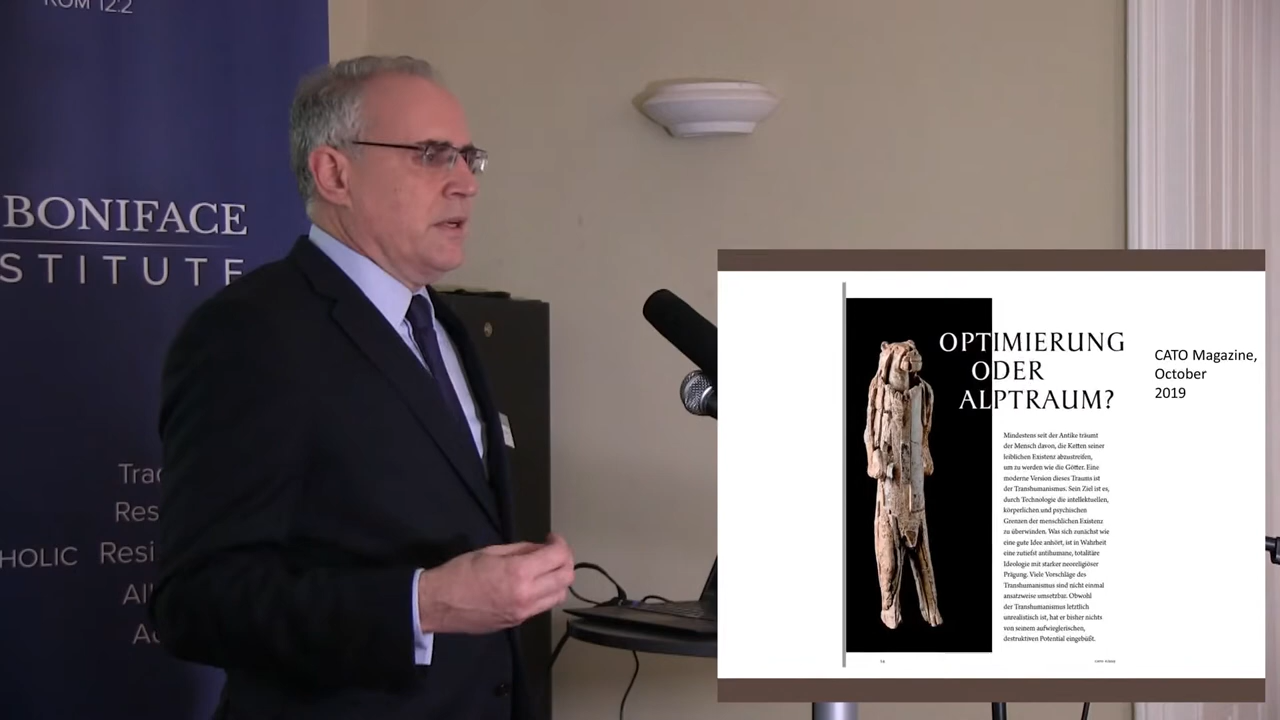 ROM 12:2
BONIFACE
STITUTE
HOLIC
OPTIMIERUNG
ODER
ALPTRAUM?
CATO Magazine,
October
2019
Mindestens seit der Antike träumt
der Mensch davon, die Ketten seiner
leiblichen Existenz abzustreifen,
um zu werden wie die Götter. Eine
moderne Version dieses Traums ist
der Transhumanismus. Sein Ziel ist es,
durch Technologie die intellektuellen,
körperlichen und psychischen
Grenzen der menschlichen Existenz
zu überwinden. Was sich zunächst wie
eine gute Idee anhört, ist in Wahrheit
eine zutiefst antihumane, totalitäre
Ideologie mit starker neoreligiöser
Prägung. Viele Vorschläge des
Transhumanismus sind nicht einmal
ansatzweise umsetzbar. Obwohl
der Transhumanismus letztlich
unrealistisch ist, hat er bisher nichts
von seinem aufwieglerischen,
destruktiven Potential eingebüßt.
14